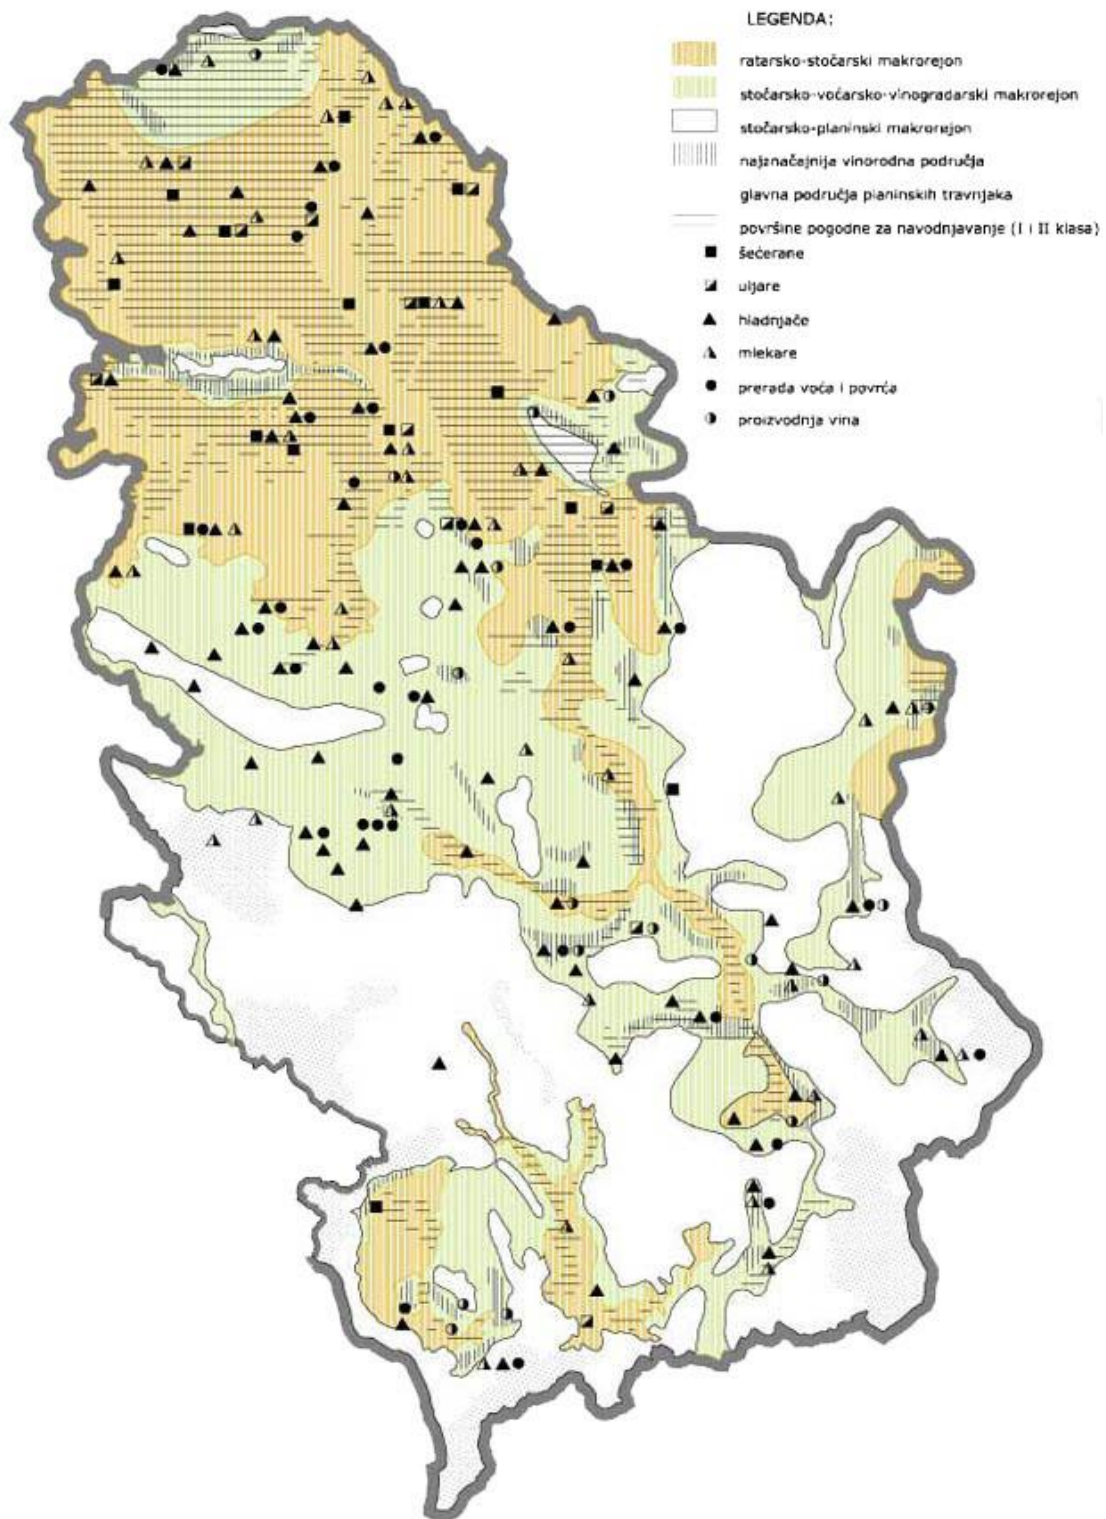 LEGENDA:
ratarsko-stočarski makrorejon
stočarsko-voćarsko-vinogradarski makrorejon
stočarsko-planinski makrorejon
najznačajnija vinorodna područja
glavna područja planinskih travnjaka
površine pogodne za navodnjavanje (I i II klasa)
šećerane
uljare
hladnjače
mlekare
prerada voća i povrća
proizvodnja vina